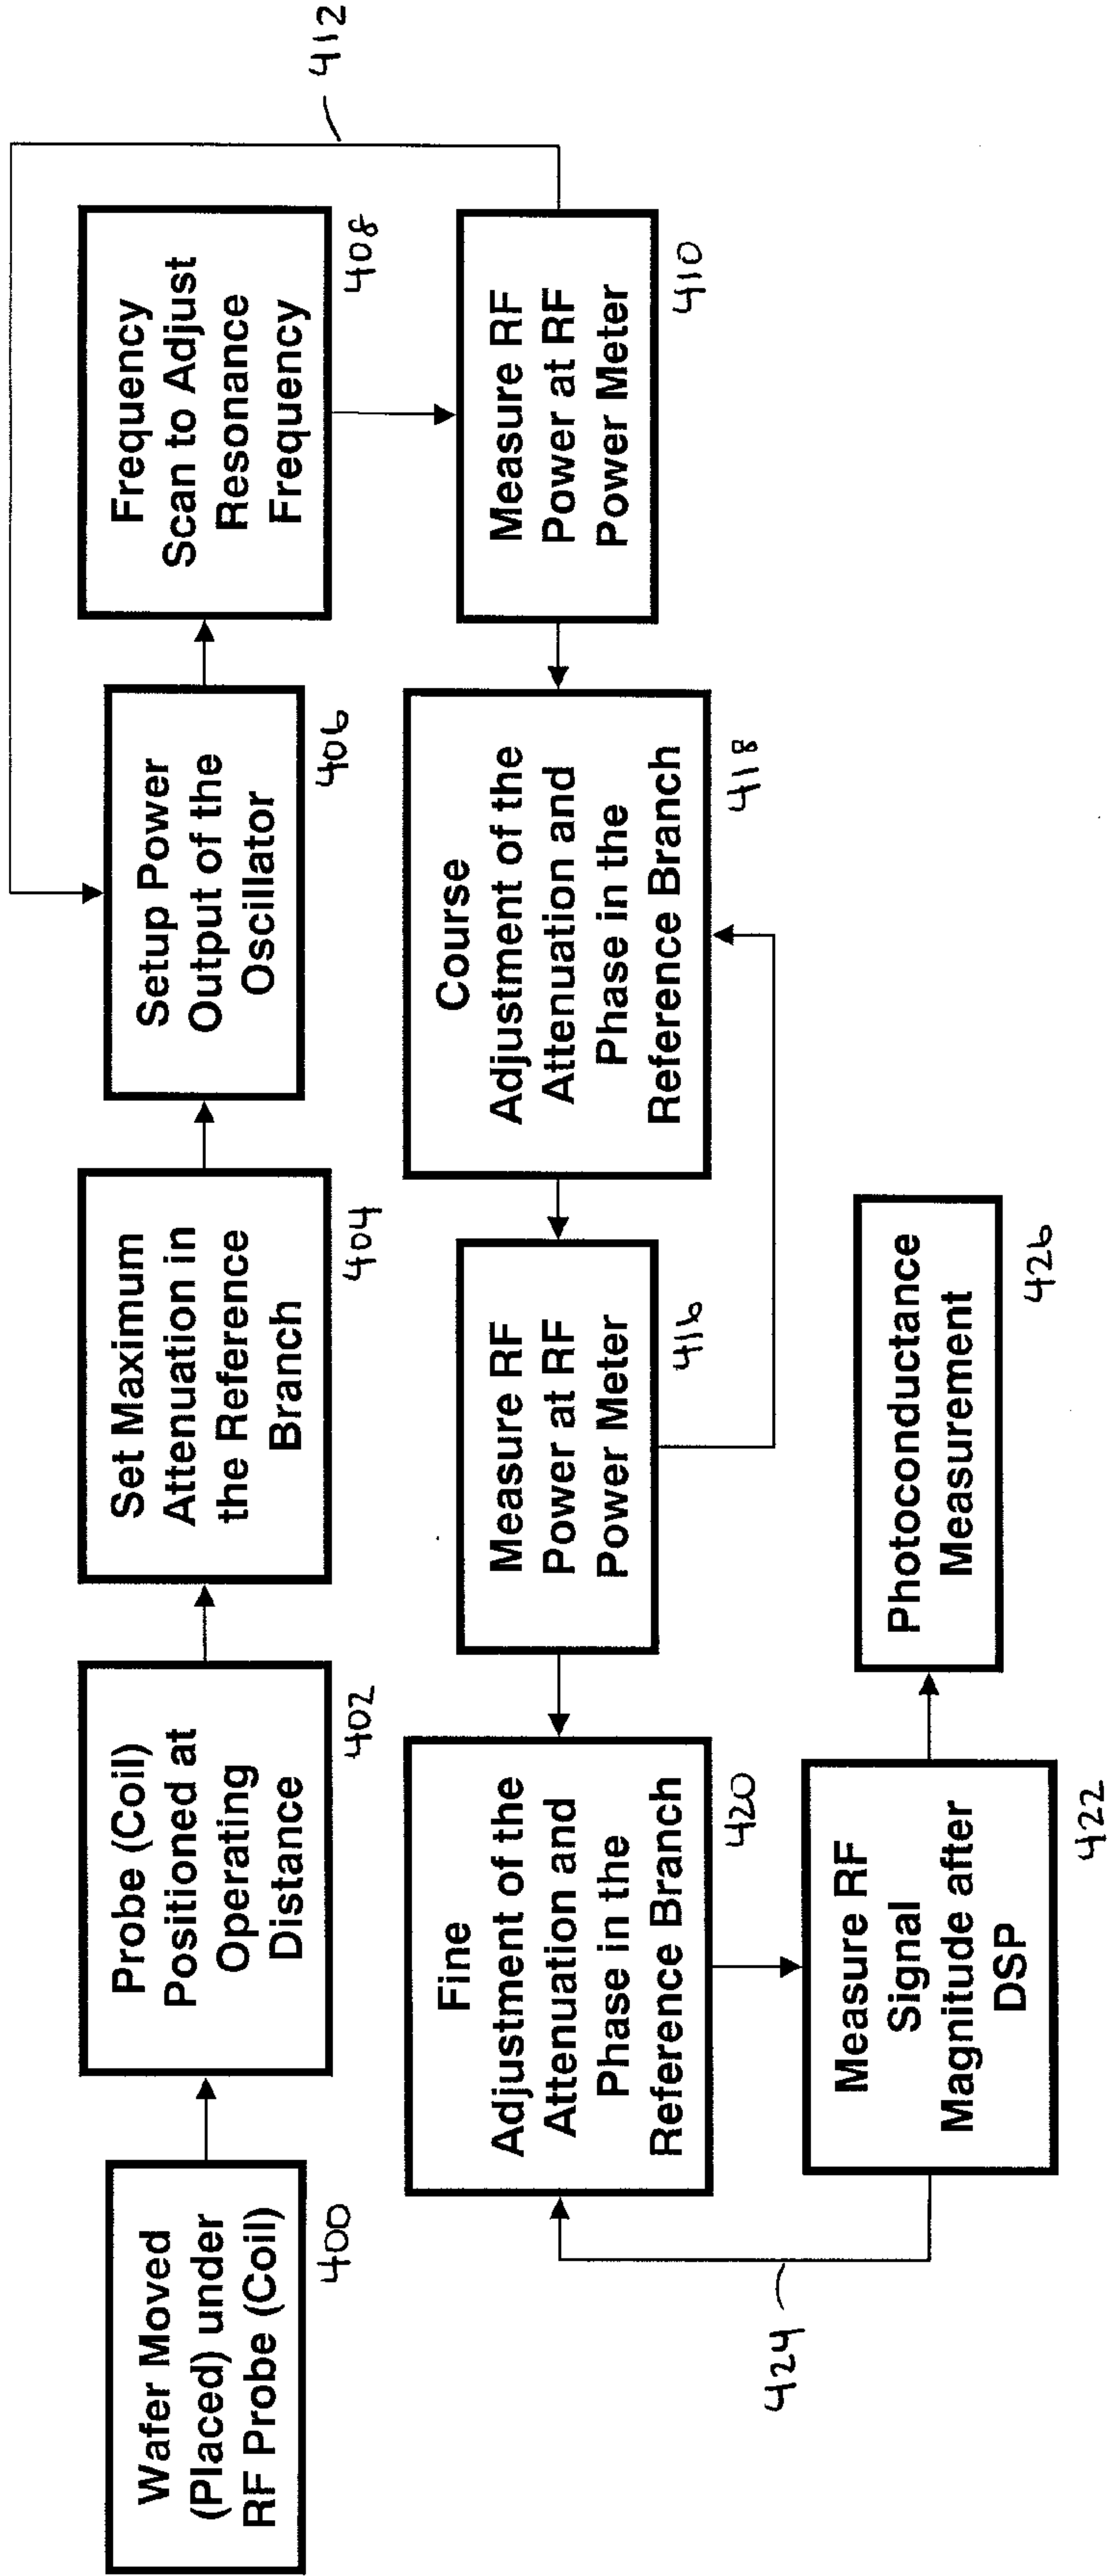 Wafer Moved
(Placed) under
RF Probe (Coil)
400
Probe (Coil)
Positioned at
Operating
Distance
402
Set Maximum
Attenuation in
the Reference
Branch
404
Setup Power
Output of the
Oscillator
406
Frequency
Scan to Adjust
Resonance
Frequency
408
412
Measure RF
Power at RF
Power Meter
410
Course
Adjustment of the
Attenuation and
Phase in the
Reference Branch
418
Measure RF
Power at RF
Power Meter
416
Fine
Adjustment of the
Attenuation and
Phase in the
Reference Branch
420
Measure RF
Signal
Magnitude after
DSP
422
424
Photoconductance
Measurement
426